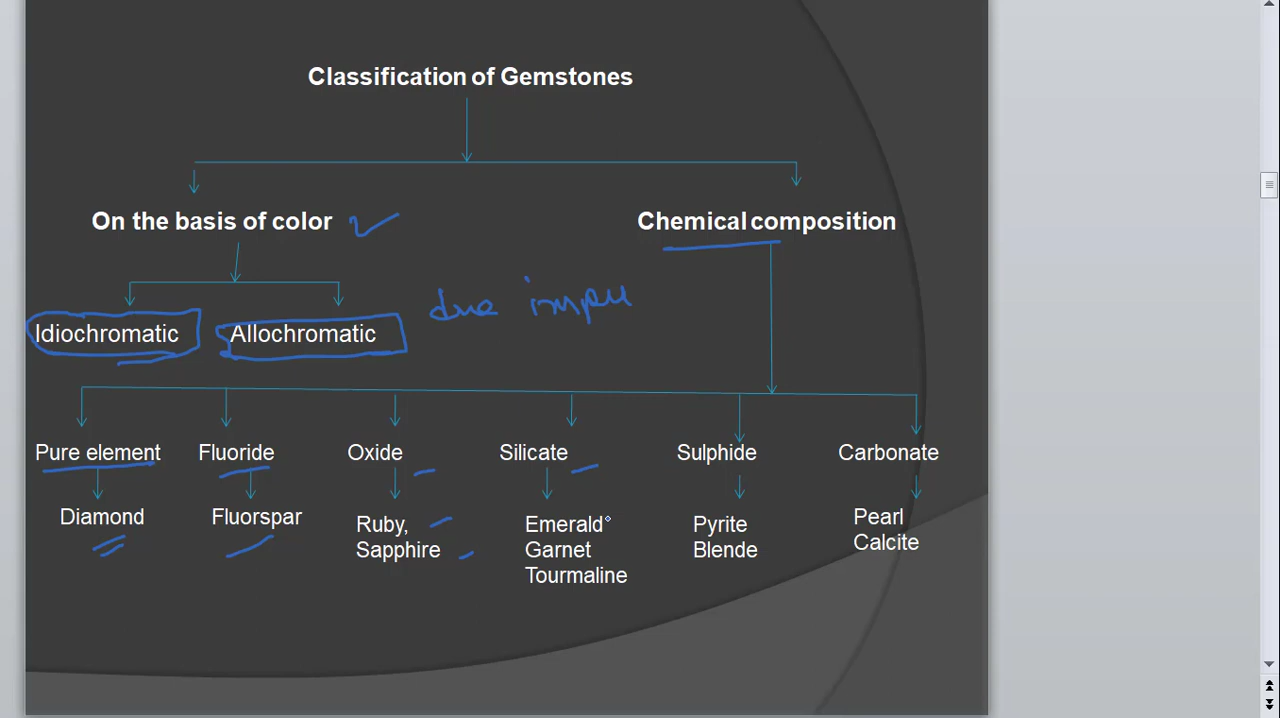 Classification of Gemstones
On the basis of color
Chemical composition
due impu
Idiochromatic
Allochromatic
Pure element
Fluoride
Oxide
Silicate
Sulphide
Carbonate
Diamond
Fluorspar
Ruby,
Sapphire
Emerald
Garnet
Tourmaline
Pyrite
Blende
Pearl
Calcite